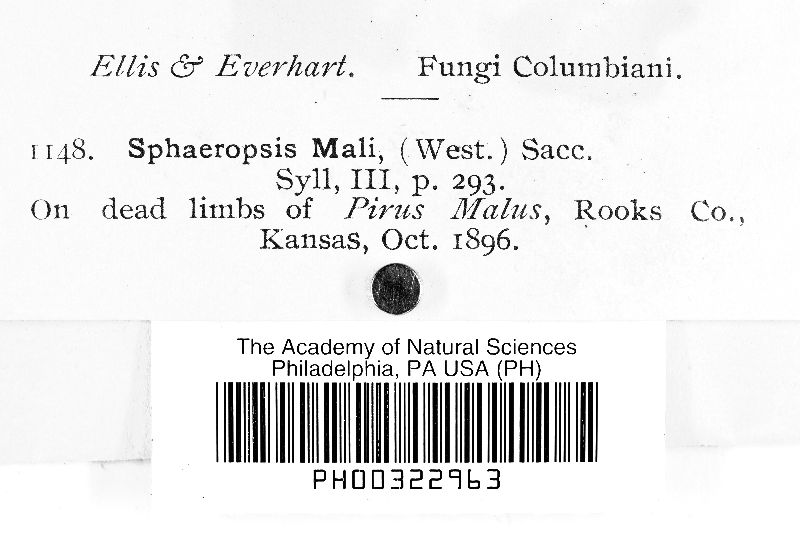 Ellis & Everhart. Fungi Columbiani.
1148. Sphaeropsis Mali, (West.) Sacc.
Syll, III, p. 293.
On dead limbs of Pirus Malus, Rooks Co.,
Kansas, Oct. 1896.
The Academy of Natural Sciences
Philadelphia, PA USA (PH)
PH00322963